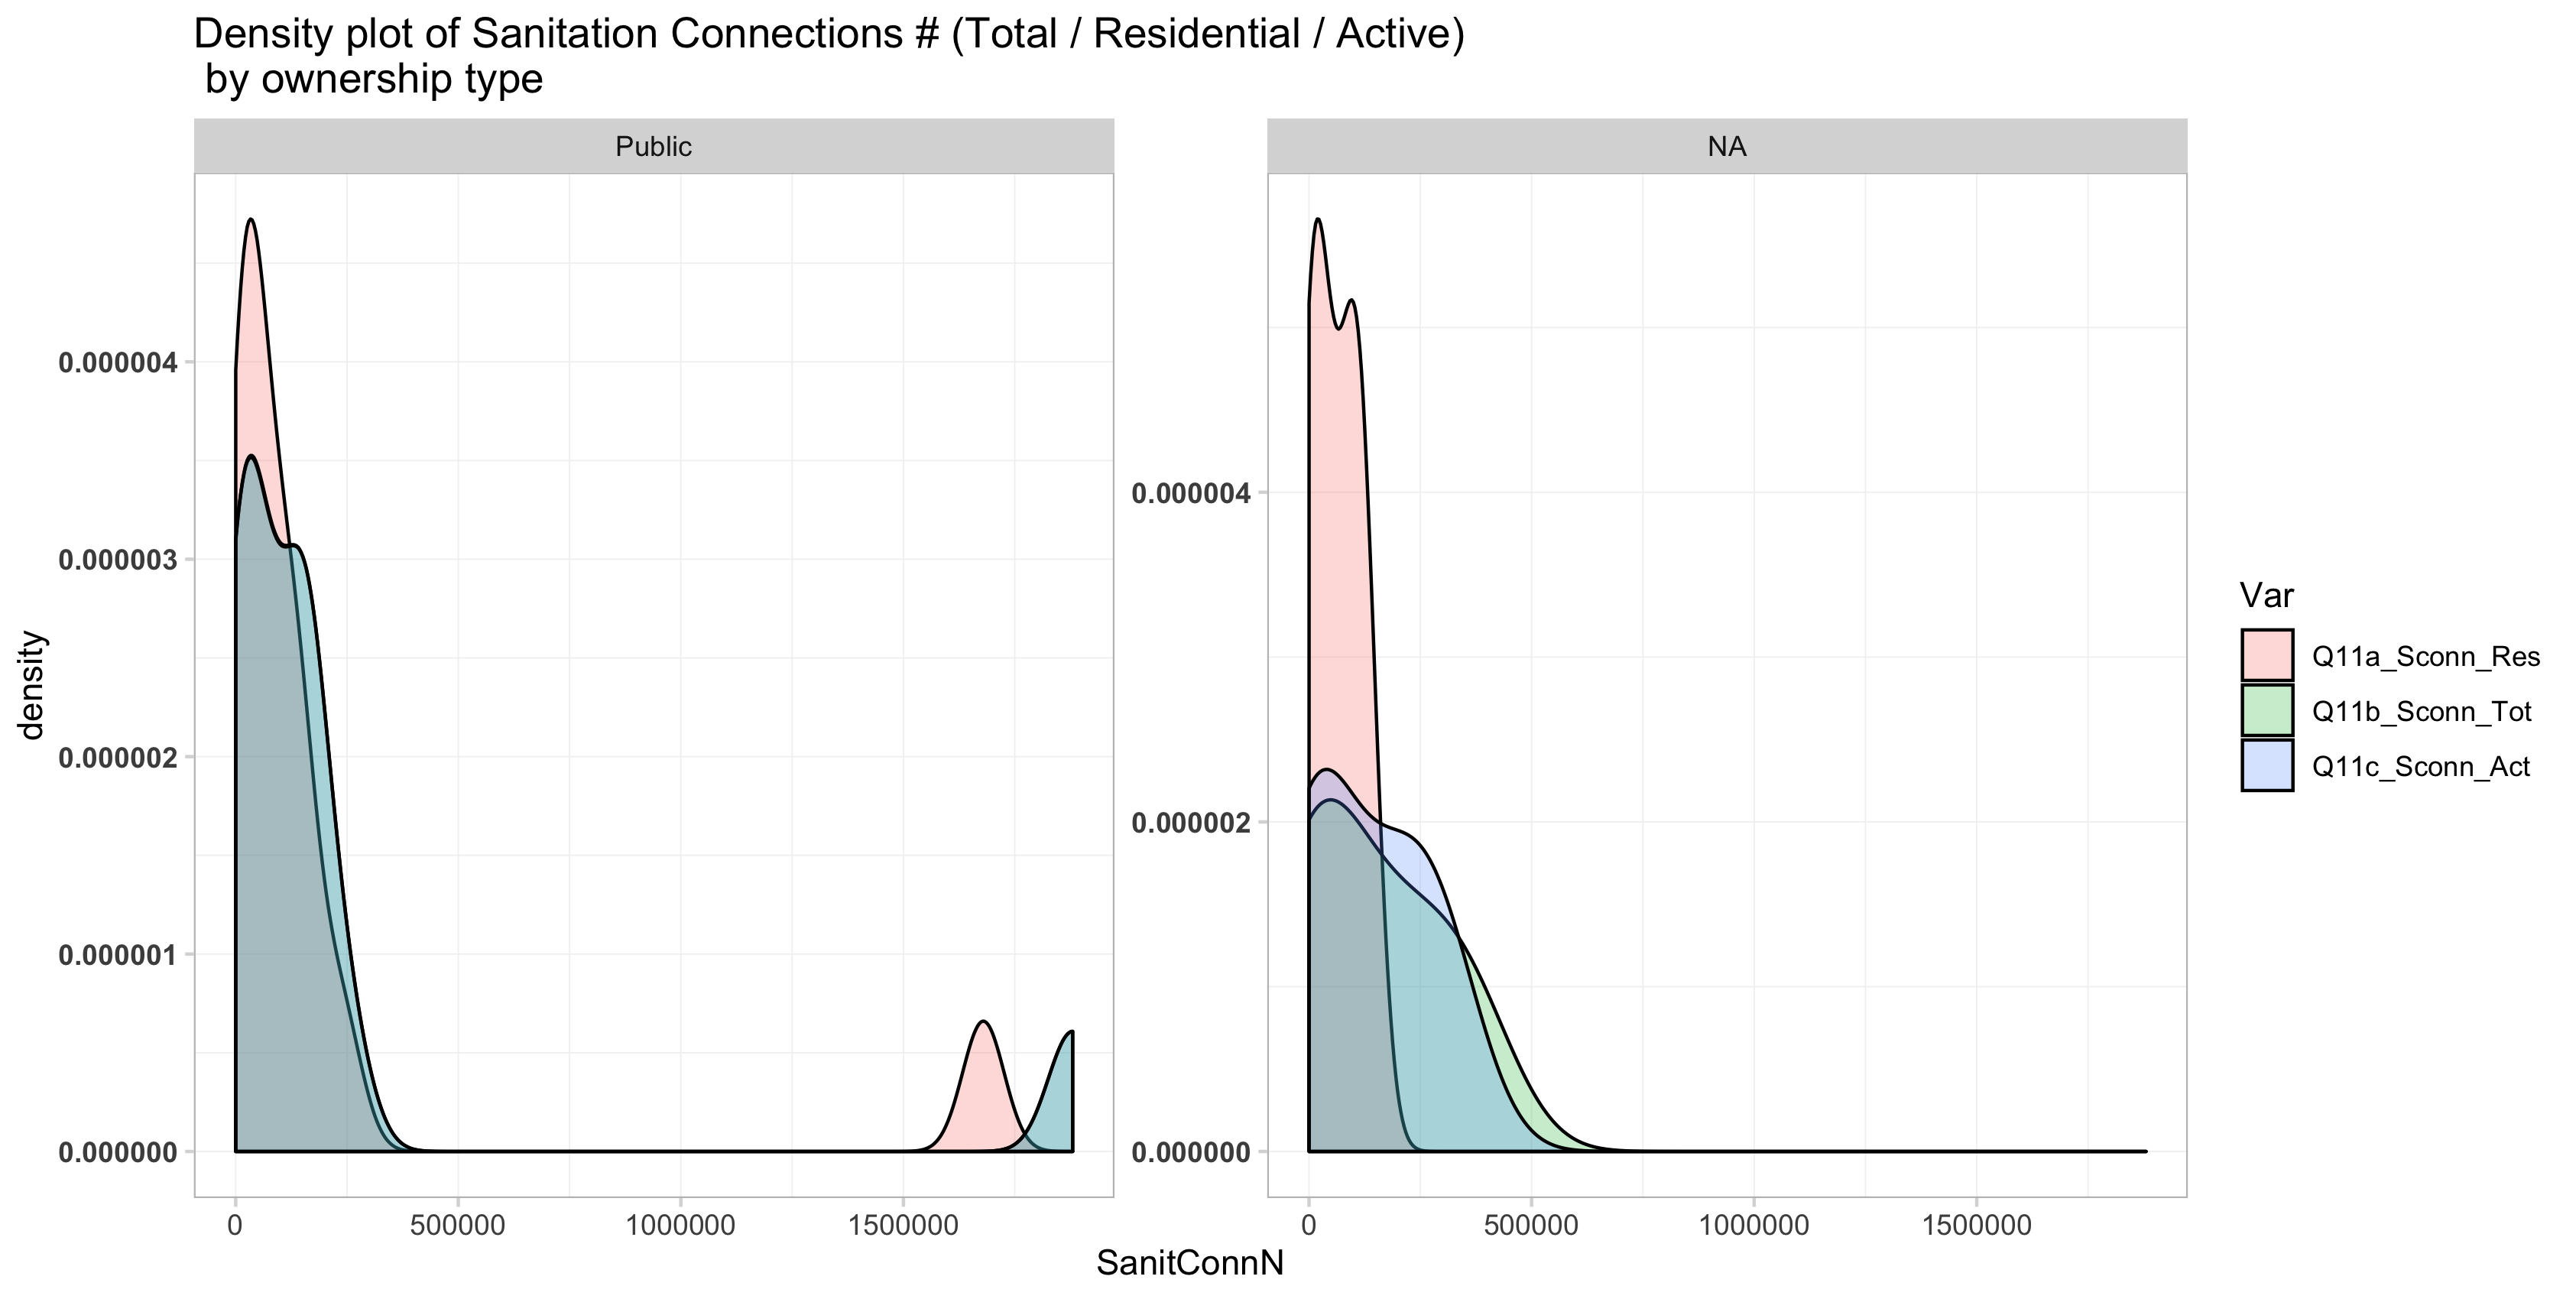 Density plot of Sanitation Connections # (Total / Residential / Active)
by ownership type
Public
NA
density
0.000004
0.000003
0.000002
0.000001
0.000000
0.000004
0.000002
0.000000
0 500000 1000000 1500000
0 500000 1000000 1500000
SanitConnN
Var
Q11a_Sconn_Res
Q11b_Sconn_Tot
Q11c_Sconn_Act